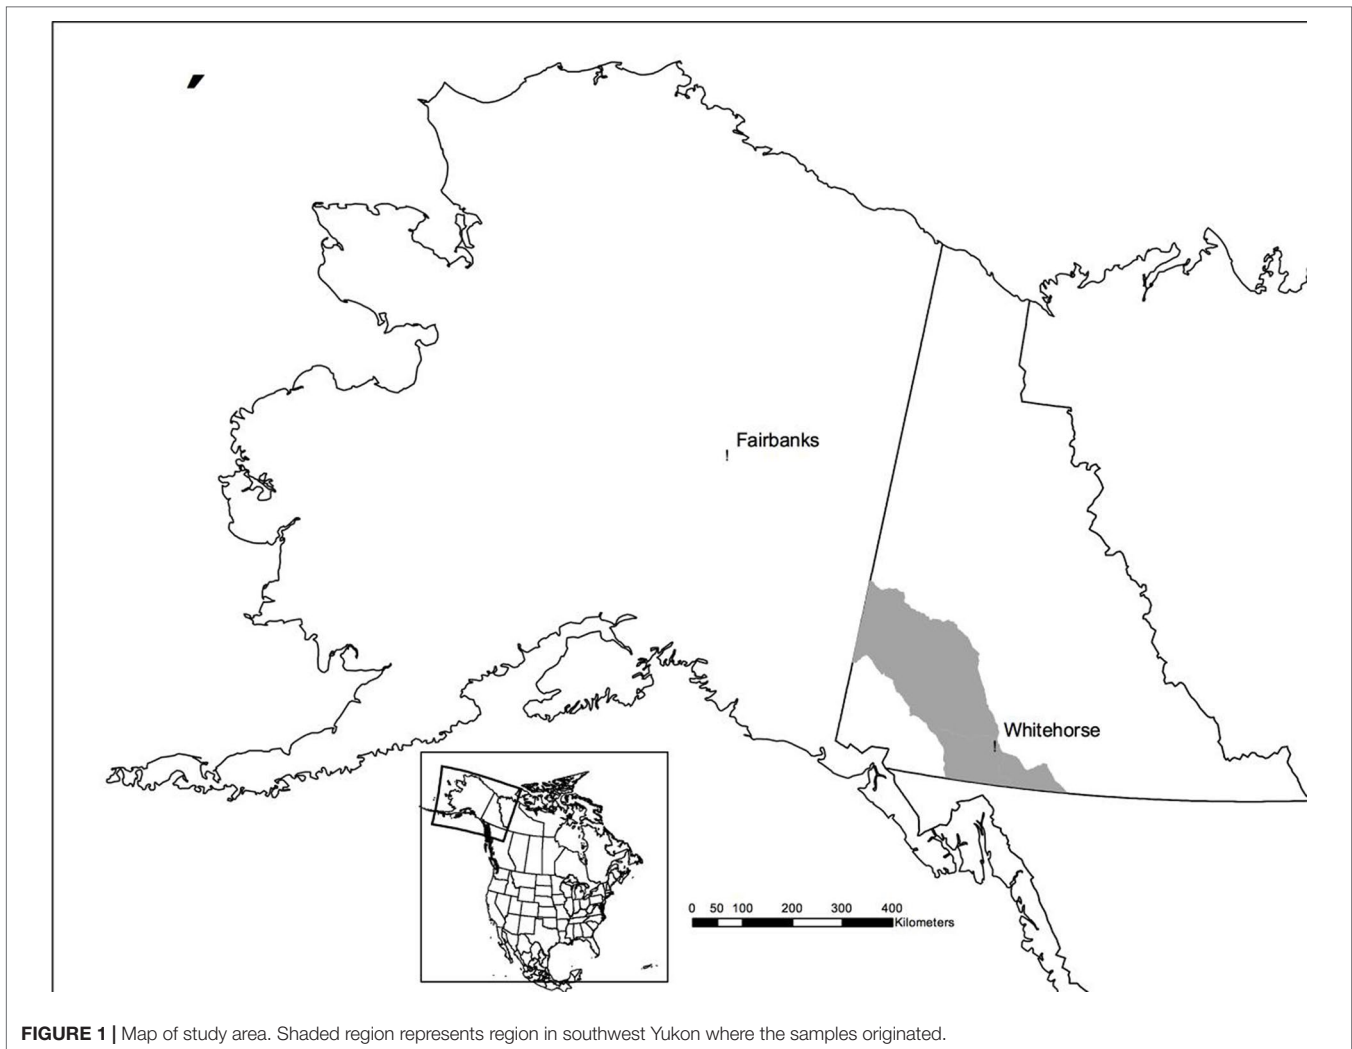 Fairbanks
!
Whitehorse
!
0 50 100 200 300 400
Kilometers
FIGURE 1 | Map of study area. Shaded region represents region in southwest Yukon where the samples originated.